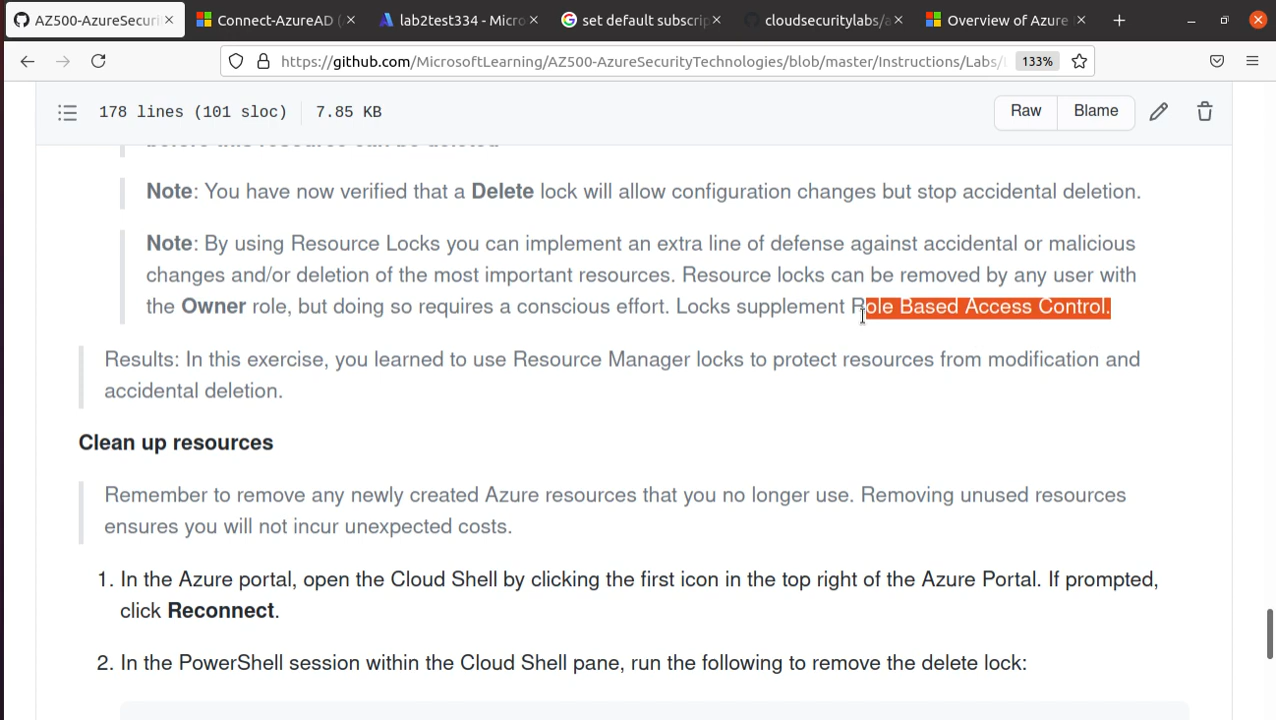 AZ500-AzureSecuri
Connect-AzureAD (
lab2test334 - Micro
set default subscrip
cloudsecuritylabs/a
Overview of Azure
https://github.com/MicrosoftLearning/AZ500-AzureSecurityTechnologies/blob/master/Instructions/Labs/
133%
178 lines (101 sloc)
7.85 KB
Raw
Blame
before this resource can be deleted
Note: You have now verified that a Delete lock will allow configuration changes but stop accidental deletion.
Note: By using Resource Locks you can implement an extra line of defense against accidental or malicious
changes and/or deletion of the most important resources. Resource locks can be removed by any user with
the Owner role, but doing so requires a conscious effort. Locks supplement Role Based Access Control.
Results: In this exercise, you learned to use Resource Manager locks to protect resources from modification and
accidental deletion.
Clean up resources
Remember to remove any newly created Azure resources that you no longer use. Removing unused resources
ensures you will not incur unexpected costs.
1. In the Azure portal, open the Cloud Shell by clicking the first icon in the top right of the Azure Portal. If prompted,
click Reconnect.
2. In the PowerShell session within the Cloud Shell pane, run the following to remove the delete lock: